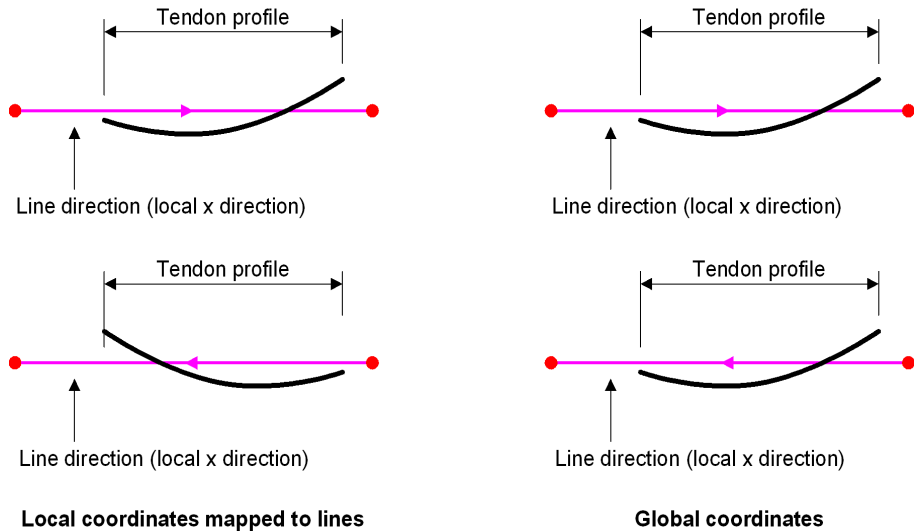 Tendon profile
Tendon profile
Line direction (local x direction)
Line direction (local x direction)
Tendon profile
Tendon profile
Line direction (local x direction)
Line direction (local x direction)
Local coordinates mapped to lines
Global coordinates